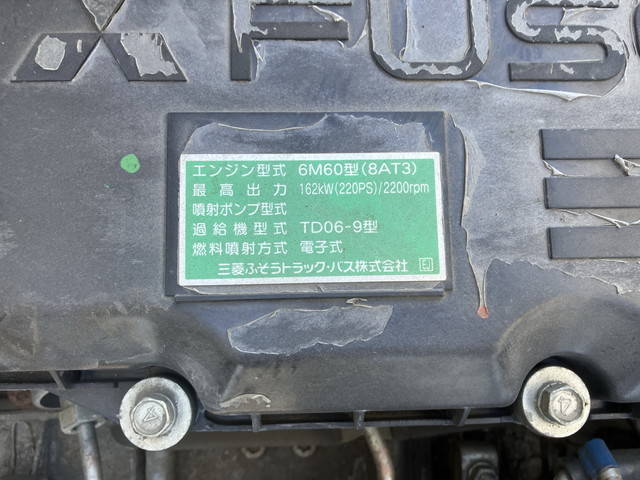 FUSO
エンジン型式 6M60型(8AT3)
最高出力 162kW(220PS)/2200rpm
噴射ポンプ型式
過給機型式 TD06-9型
燃料噴射方式 電子式
三菱ふそうトラック・バス株式会社